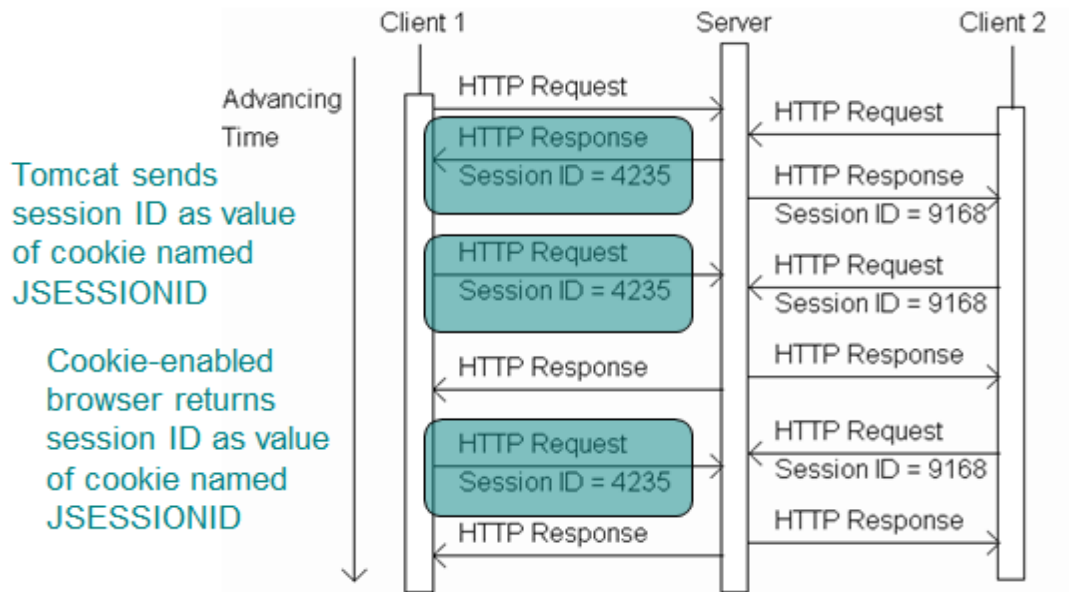 Client 1
Server
Client 2
Advancing
Time
Tomcat sends
session ID as value
of cookie named
JSESSIONID
Cookie-enabled
browser returns
session ID as value
of cookie named
JSESSIONID
HTTP Request
HTTP Response
Session ID = 4235
HTTP Request
Session ID = 4235
HTTP Response
HTTP Request
Session ID = 4235
HTTP Response
HTTP Request
HTTP Response
Session ID = 9168
HTTP Request
Session ID = 9168
HTTP Response
HTTP Request
Session ID = 9168
HTTP Response